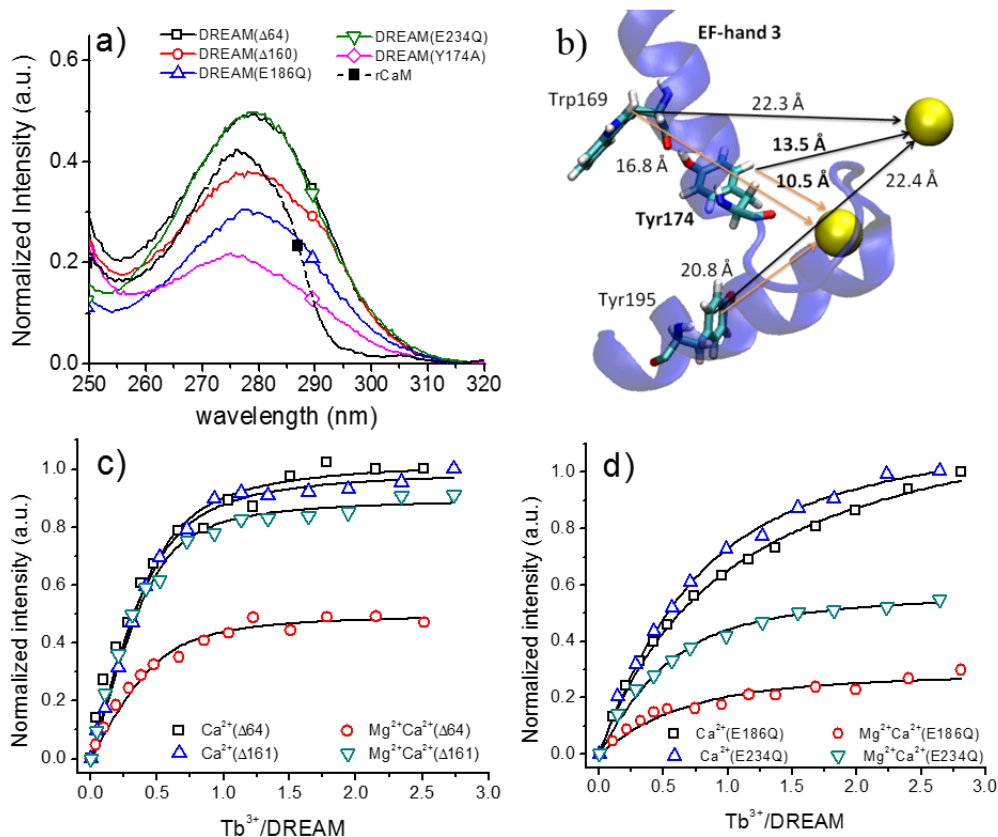 a)
DREAM(Δ64)
DREAM(Δ160)
DREAM(E186Q)
DREAM(E234Q)
DREAM(Y174A)
rCaM
Normalized Intensity (a.u.)
0.6
0.4
0.2
0.0
250 260 270 280 290 300 310 320
wavelength (nm)
b)
EF-hand 3
Trp169
22.3 Å
13.5 Å
16.8 Å
10.5 Å
22.4 Å
Tyr174
20.8 Å
Tyr195
c)
Normalized intensity (a.u.)
1.0
0.8
0.6
0.4
0.2
0.0
Ca²⁺(Δ64)
Mg²⁺Ca²⁺(Δ64)
Ca²⁺(Δ161)
Mg²⁺Ca²⁺(Δ161)
0.0 0.5 1.0 1.5 2.0 2.5 3.0
Tb³⁺/DREAM
d)
Normalized intensity (a.u.)
1.0
0.8
0.6
0.4
0.2
0.0
Ca²⁺(E186Q)
Mg²⁺Ca²⁺(E186Q)
Ca²⁺(E234Q)
Mg²⁺Ca²⁺(E234Q)
0.0 0.5 1.0 1.5 2.0 2.5 3.0
Tb³⁺/DREAM